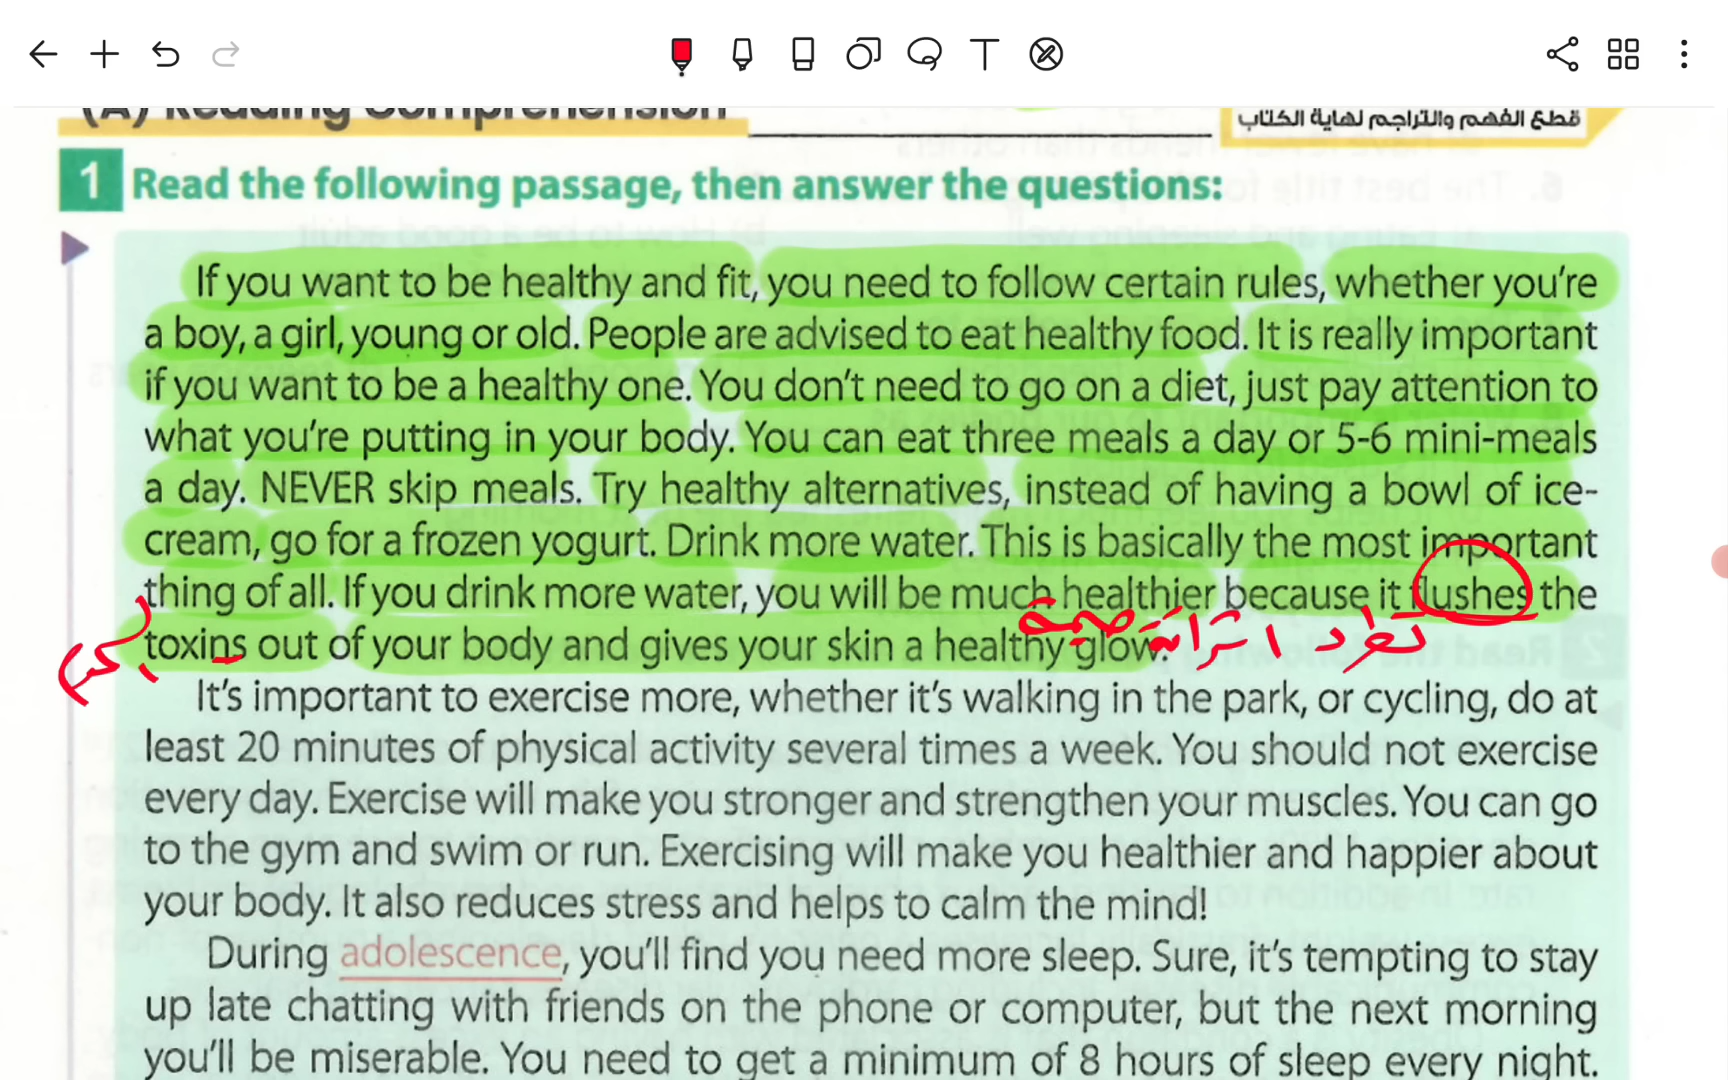 (A) Reading Comprehension
قطع الفهم والتراجم لهاية الكتاب
1 Read the following passage, then answer the questions:
If you want to be healthy and fit, you need to follow certain rules, whether you're
a boy, a girl, young or old. People are advised to eat healthy food. It is really important
if you want to be a healthy one. You don't need to go on a diet, just pay attention to
what you're putting in your body. You can eat three meals a day or 5-6 mini-meals
a day. NEVER skip meals. Try healthy alternatives, instead of having a bowl of ice-
cream, go for a frozen yogurt. Drink more water. This is basically the most important
thing of all. If you drink more water, you will be much healthier because it flushes the
toxins out of your body and gives your skin a healthy glow.
It's important to exercise more, whether it's walking in the park, or cycling, do at
least 20 minutes of physical activity several times a week. You should not exercise
every day. Exercise will make you stronger and strengthen your muscles. You can go
to the gym and swim or run. Exercising will make you healthier and happier about
your body. It also reduces stress and helps to calm the mind!
During adolescence, you'll find you need more sleep. Sure, it's tempting to stay
up late chatting with friends on the phone or computer, but the next morning
you'll be miserable. You need to get a minimum of 8 hours of sleep every night.